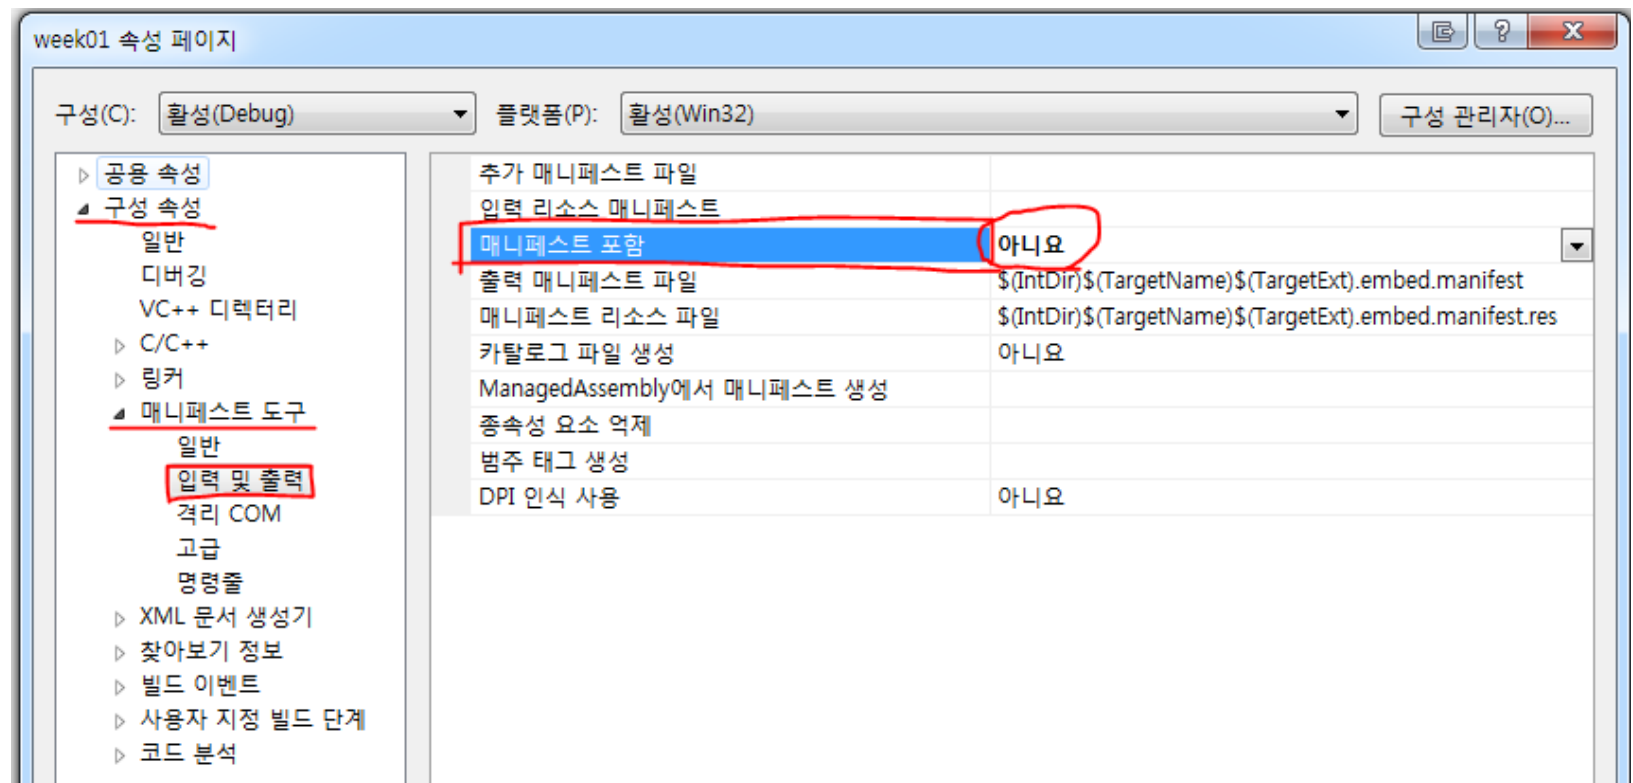 week01 속성 페이지
구성(C): 활성(Debug) 플랫폼(P): 활성(Win32) 구성 관리자(O)...
공용 속성
구성 속성
일반
디버깅
VC++ 디렉터리
C/C++
링커
매니페스트 도구
일반
입력 및 출력
격리 COM
고급
명령줄
XML 문서 생성기
찾아보기 정보
빌드 이벤트
사용자 지정 빌드 단계
코드 분석
추가 매니페스트 파일
입력 리소스 매니페스트
매니페스트 포함 아니요
출력 매니페스트 파일 $(IntDir)$(TargetName)$(TargetExt).embed.manifest
매니페스트 리소스 파일 $(IntDir)$(TargetName)$(TargetExt).embed.manifest.res
카탈로그 파일 생성 아니요
ManagedAssembly에서 매니페스트 생성
종속성 요소 억제
범주 태그 생성
DPI 인식 사용 아니요